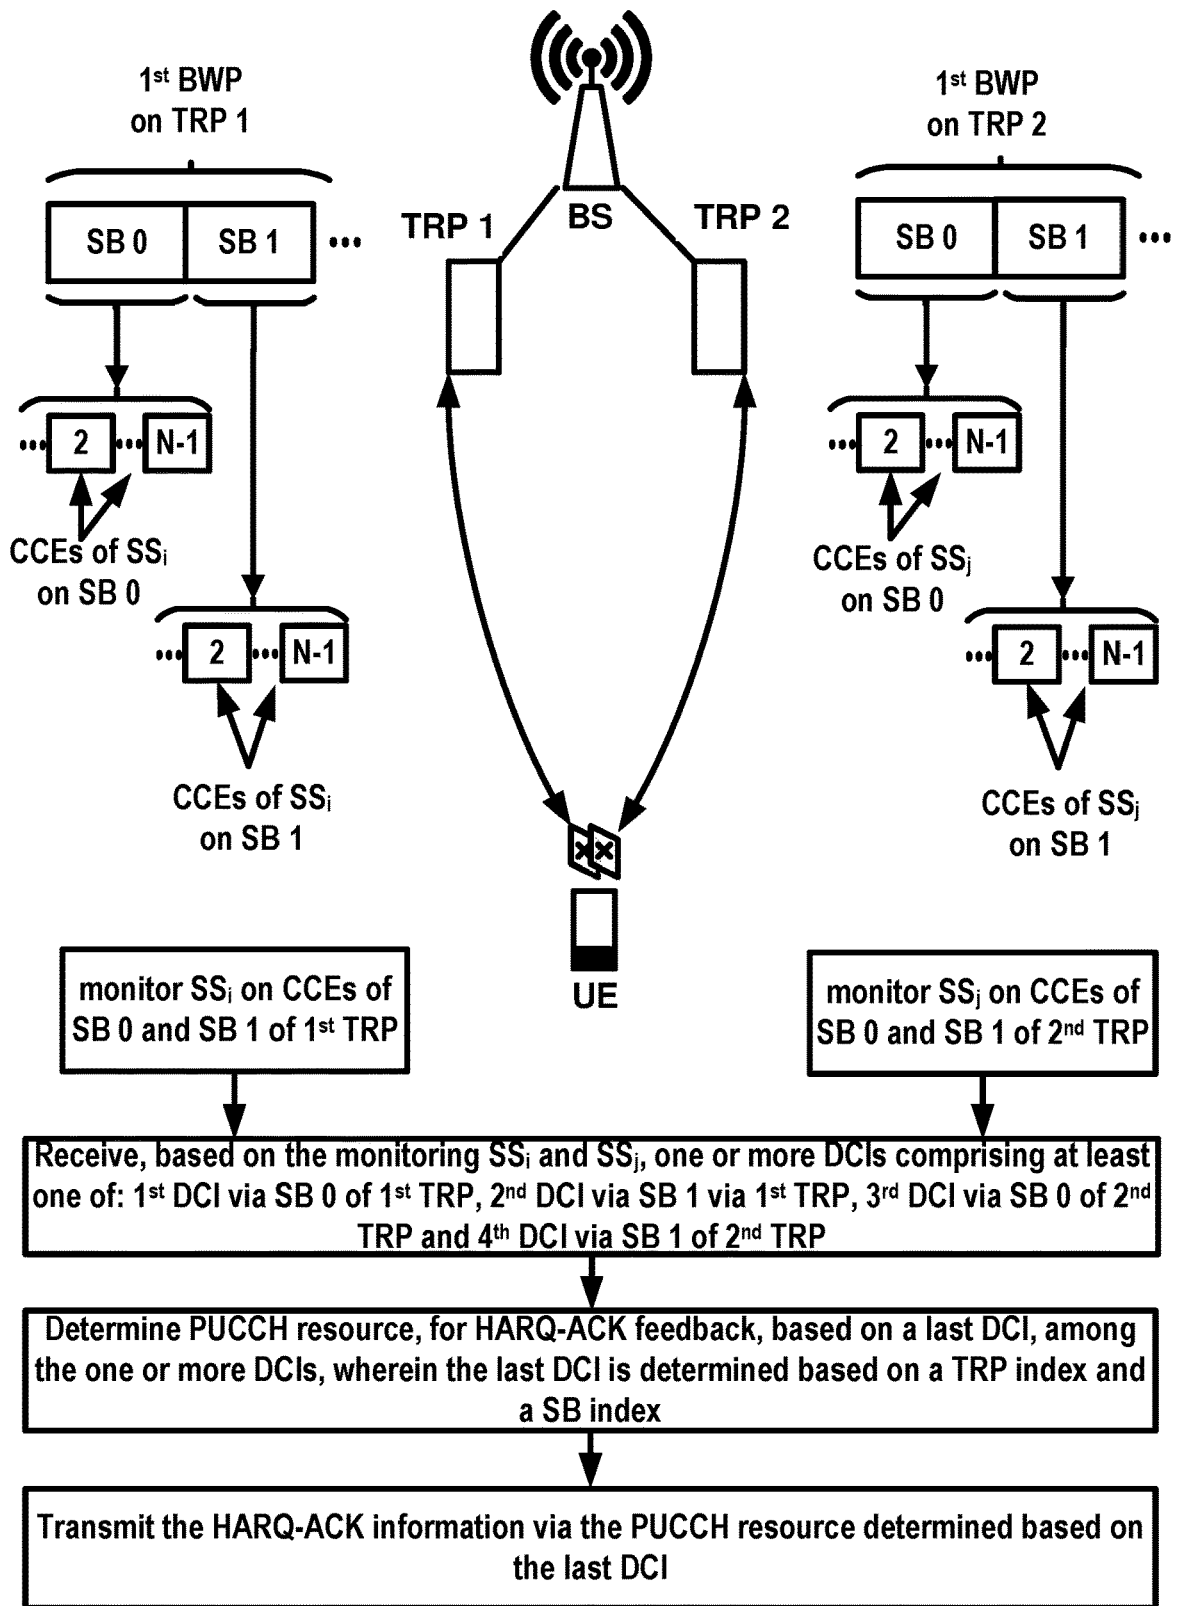 1st BWP
on TRP 1
SB 0
SB 1
...
2
...
N-1
...
CCEs of SSi
on SB 0
2
...
N-1
...
CCEs of SSi
on SB 1
BS
TRP 1
TRP 2
UE
1st BWP
on TRP 2
SB 0
SB 1
...
2
...
N-1
...
CCEs of SSj
on SB 0
2
...
N-1
...
CCEs of SSj
on SB 1
monitor SSi on CCEs of
SB 0 and SB 1 of 1st TRP
monitor SSj on CCEs of
SB 0 and SB 1 of 2nd TRP
Receive, based on the monitoring SSi and SSj, one or more DCIs comprising at least
one of: 1st DCI via SB 0 of 1st TRP, 2nd DCI via SB 1 via 1st TRP, 3rd DCI via SB 0 of 2nd
TRP and 4th DCI via SB 1 of 2nd TRP
Determine PUCCH resource, for HARQ-ACK feedback, based on a last DCI, among
the one or more DCIs, wherein the last DCI is determined based on a TRP index and
a SB index
Transmit the HARQ-ACK information via the PUCCH resource determined based on
the last DCI